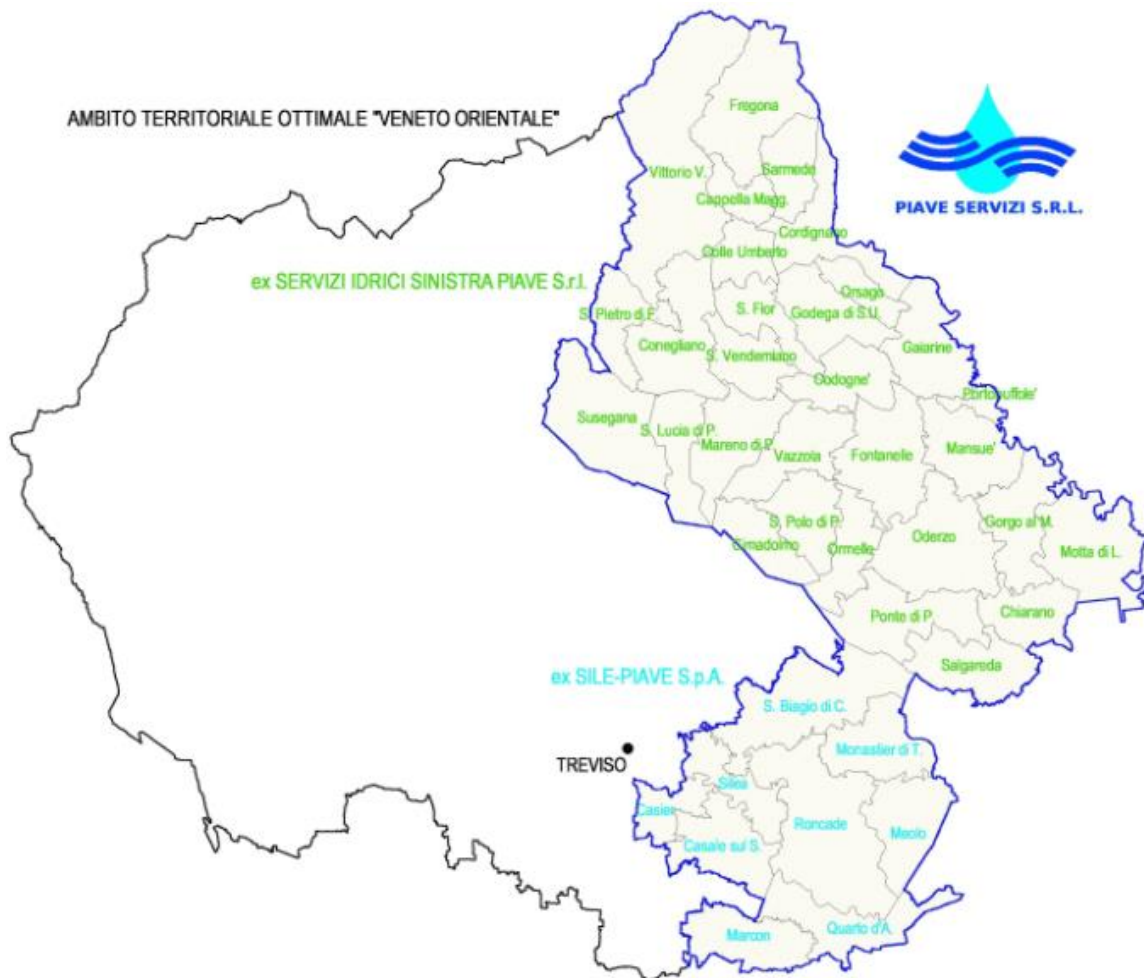 AMBITO TERRITORIALE OTTIMALE "VENETO ORIENTALE"
PIAVE SERVIZI S.R.L.
Fregona
Vittorio V.
Sarmede
Cappella Magg.
Cordignano
Colle Umberto
ex SERVIZI IDRICI SINISTRA PIAVE S.r.l.
Orsago
S. Pietro di F.
S. Fior
Godega di S.U.
Conegliano
S. Vendemiano
Gaiarine
Codogne'
Portobuffole'
Susegana
S. Lucia di P.
Mareno di P.
Vazzola
Fontanelle
Mansue'
S. Polo di P.
Cimadolmo
Ormelle
Oderzo
Gorgo al M.
Motta di L.
Ponte di P.
Chiarano
Salgareda
ex SILE-PIAVE S.p.A.
S. Biagio di C.
Monastier di T.
TREVISO
Silea
Casier
Roncade
Meolo
Casale sul S.
Quarto d'A.
Marcon